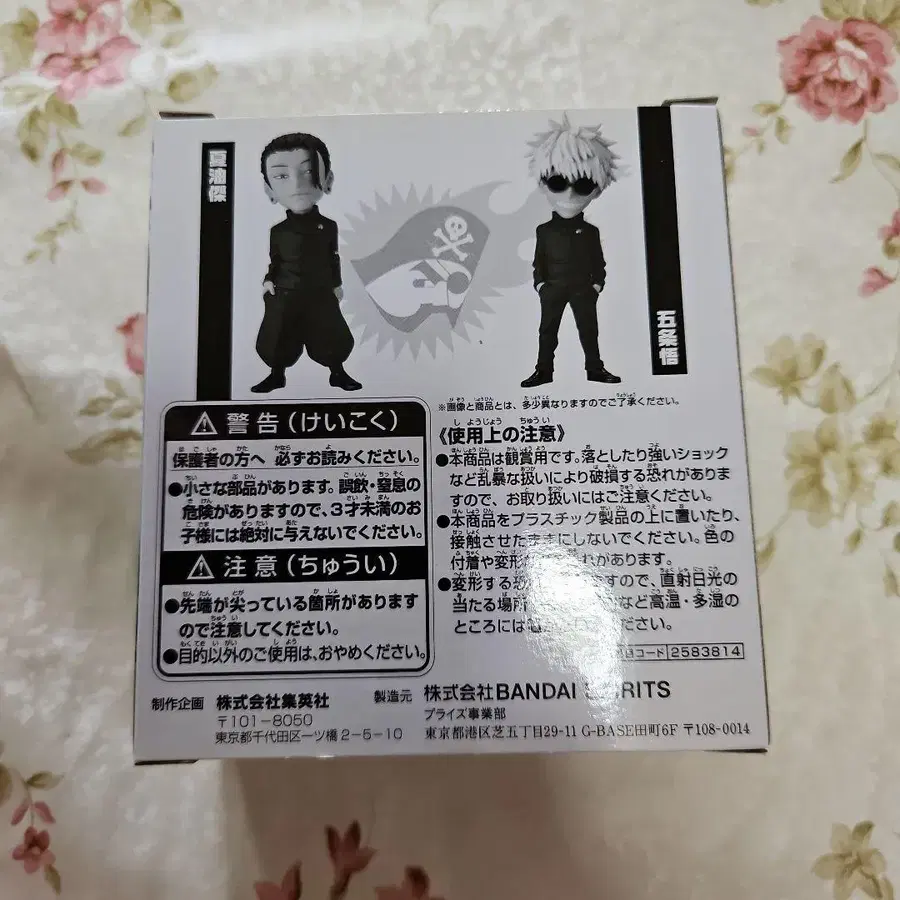 夏油傑
五条悟
※画像と商品とは、多少異なりますのでご了承ください。
警告(けいこく)
保護者の方へ 必ずお読みください。
●小さな部品があります。誤飲・窒息の
危険がありますので、3才未満のお
子様には絶対に与えないでください。
注意(ちゅうい)
●先端が尖っている箇所があります
ので注意してください。
●目的以外のご使用は、おやめください。
《使用上の注意》
●本商品は観賞用です。落としたり強いショック
など乱暴な扱いにより破損する恐れがありま
すので、お取り扱いにはご注意ください。
●本商品をプラスチック製品の上に置いたり、
接触させたままにしないでください。色の
付着や変形 れがあります。
●変形する恐 ますので、直射日光の
当たる場所 など高温・多湿の
ところには ください。
コード 2583814
制作企画 株式会社集英社
〒101-8050
東京都千代田区一ツ橋2-5-10
製造元 株式会社BANDAI SPIRITS
プライズ事業部
東京都港区芝五丁目29-11 G-BASE田町6F 〒108-0014